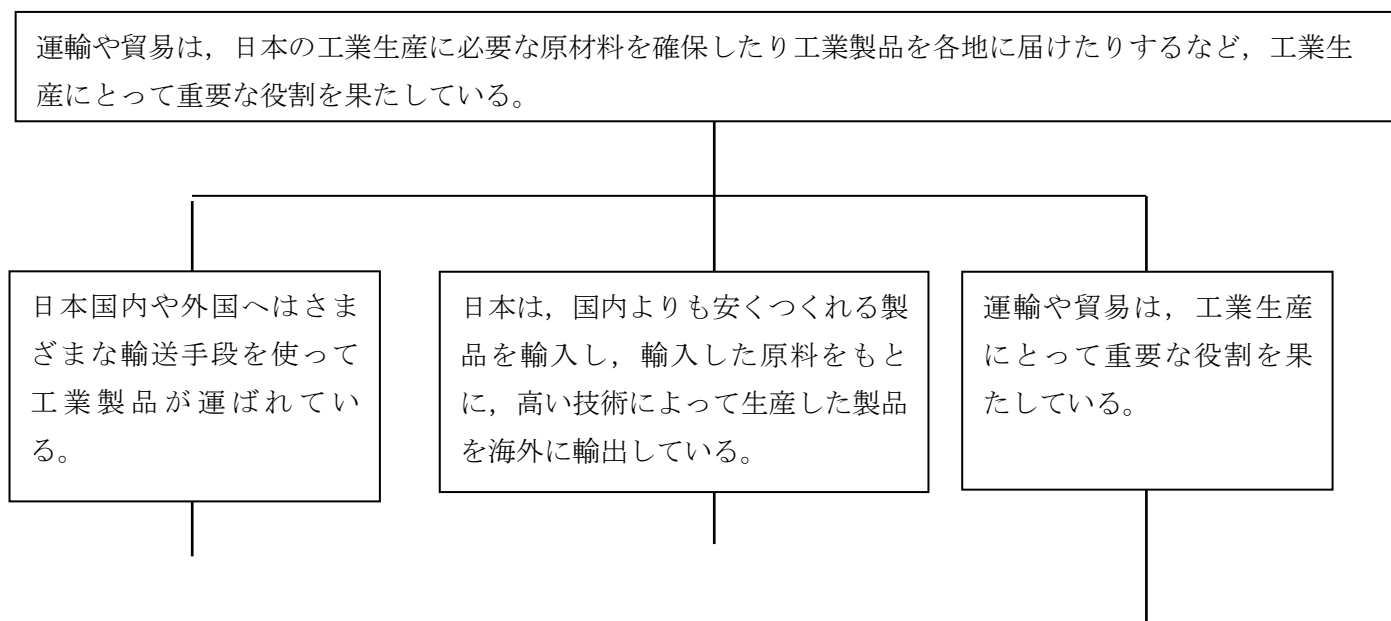 運輸や貿易は，日本の工業生産に必要な原材料を確保したり工業製品を各地に届けたりするなど，工業生
産にとって重要な役割を果たしている。
日本国内や外国へはさま
ざまな輸送手段を使って
工業製品が運ばれてい
る。
日本は，国内よりも安くつくれる製
品を輸入し，輸入した原料をもと
に，高い技術によって生産した製品
を海外に輸出している。
運輸や貿易は，工業生産
にとって重要な役割を果
たしている。